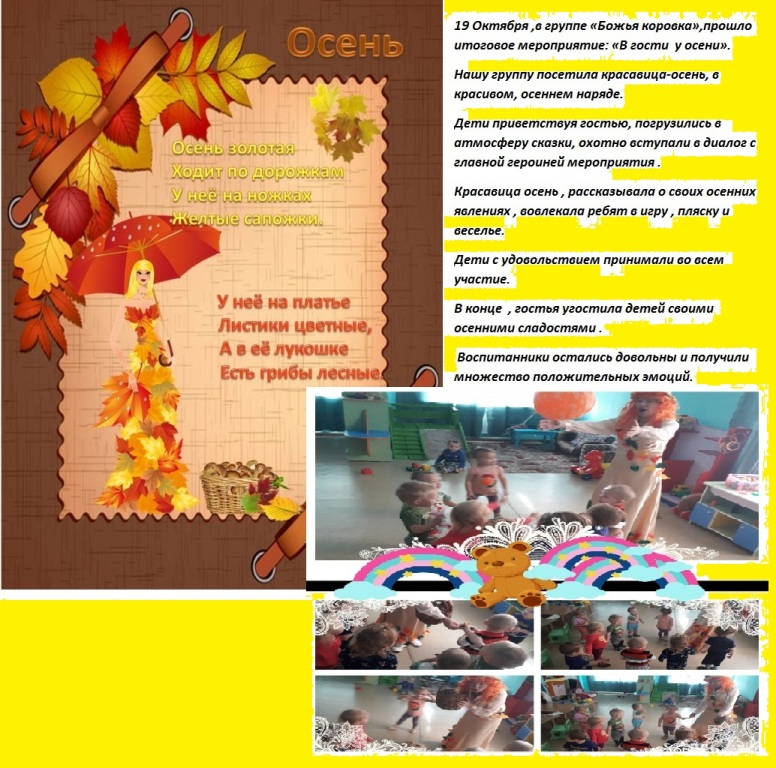 Осень
Осень золотая
Ходит по дорожкам
У неё на ножках
Желтые сапожки.
У неё на платье
Листики цветные,
А в её лукошке
Есть грибы лесные
19 Октября ,в группе «Божья коровка»,прошло
итоговое мероприятие: «В гости  у осени».
Нашу группу посетила красавица-осень, в
красивом, осеннем наряде.
Дети приветствуя гостью, погрузились в
атмосферу сказки, охотно вступали в диалог с
главной героиней мероприятия .
Красавица осень , рассказывала о своих осенних
явлениях , вовлекала ребят в игру , пляску и
веселье.
Дети с удовольствием принимали во всем
участие.
В конце  , гостья угостила детей своими
осенними сладостями .
Воспитанники остались довольны и получили
множество положительных эмоций.